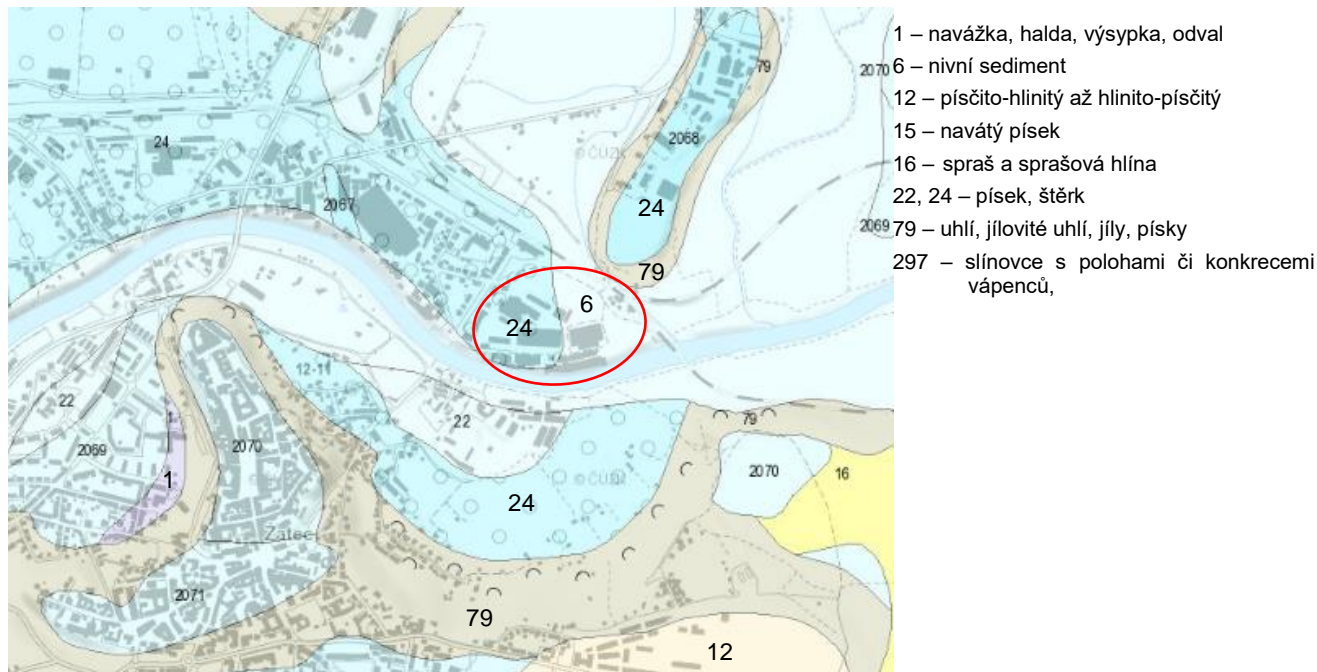 1 – navážka, halda, výsypka, odval
6 – nivní sediment
12 – písčito-hlinitý až hlinito-písčitý
15 – navátý písek
16 – spraš a sprašová hlína
22, 24 – písek, štěrk
79 – uhlí, jílovité uhlí, jíly, písky
297 – slínovce s polohami či konkrecemi
vápenců,
79
2070
24
2068
© ČÚZK
2067
24
2069
79
6
24
12-11
22
22
79
2069
2070
2070
16
1
24
© ČÚZK
Žatec
2071
79
12